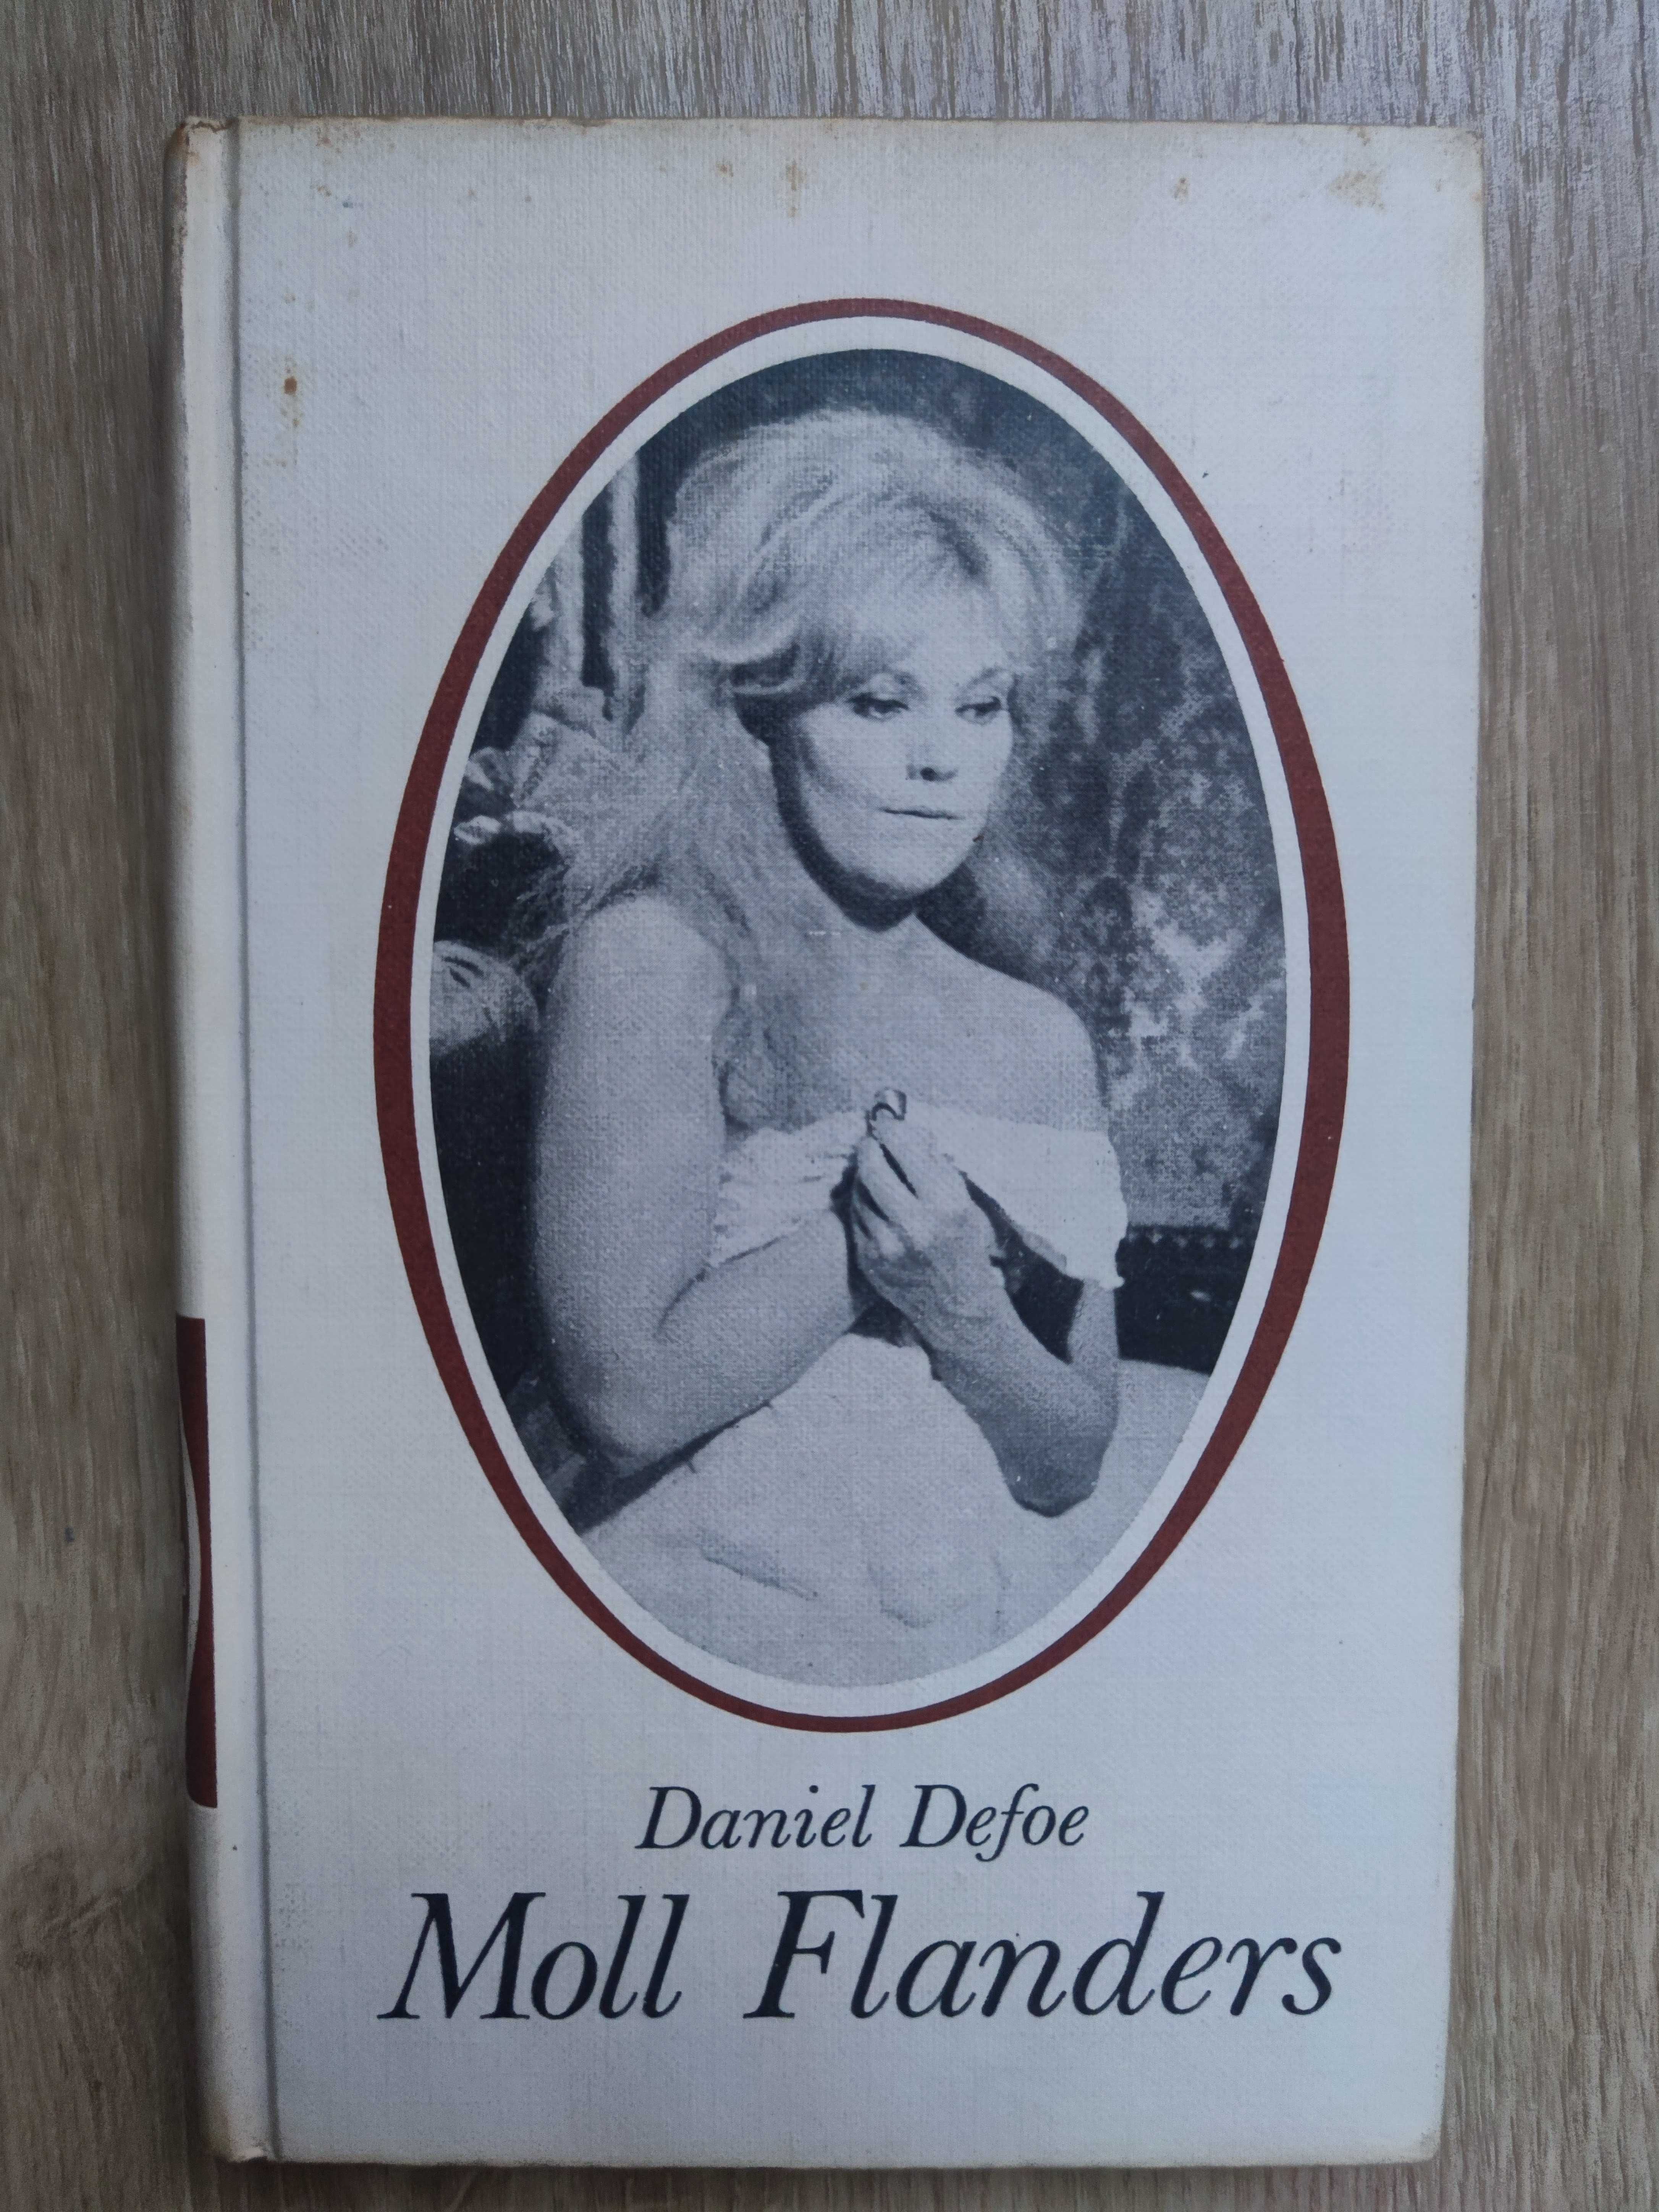 Daniel Defoe
Moll Flanders